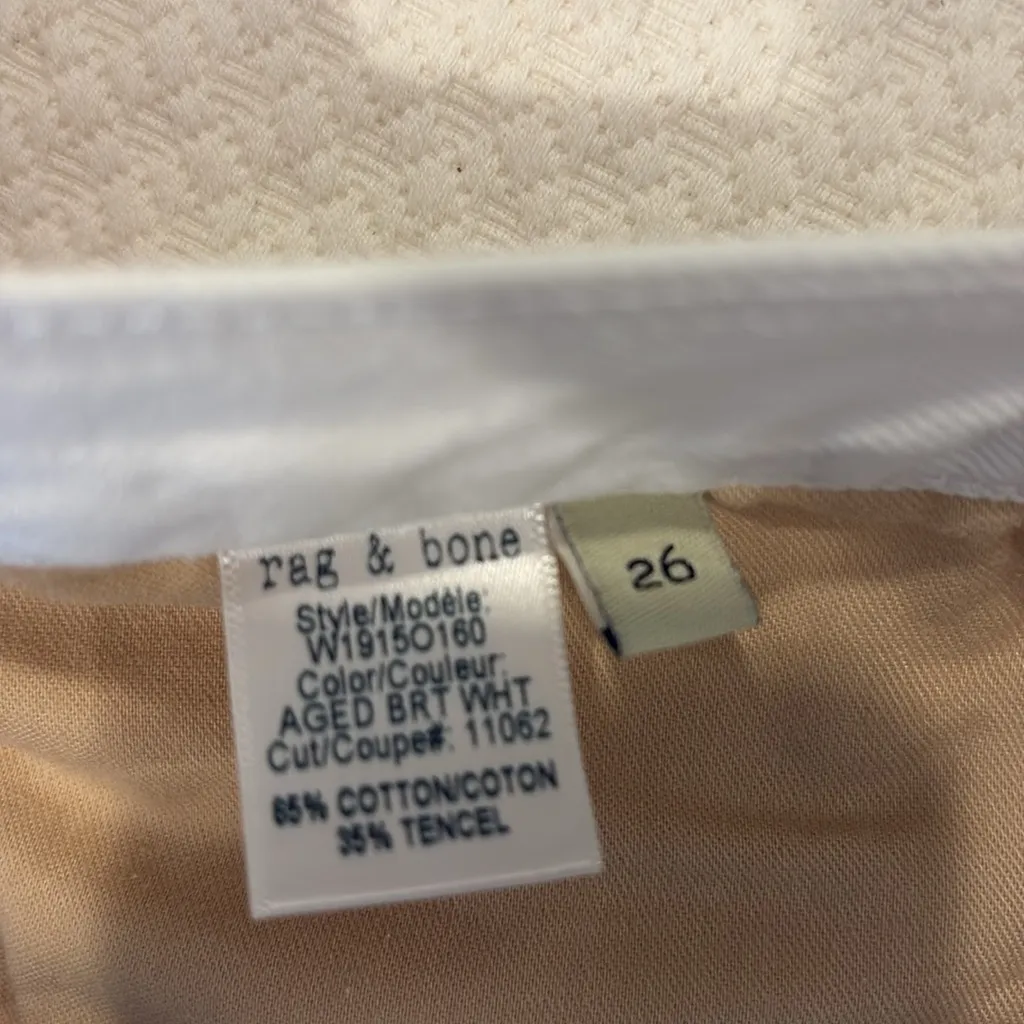 rag & bone
Style/Modèle:
W1915O160
Color/Couleur:
AGED BRT WHT
Cut/Coupe#: 11062
65% COTTON/COTON
35% TENCEL
26